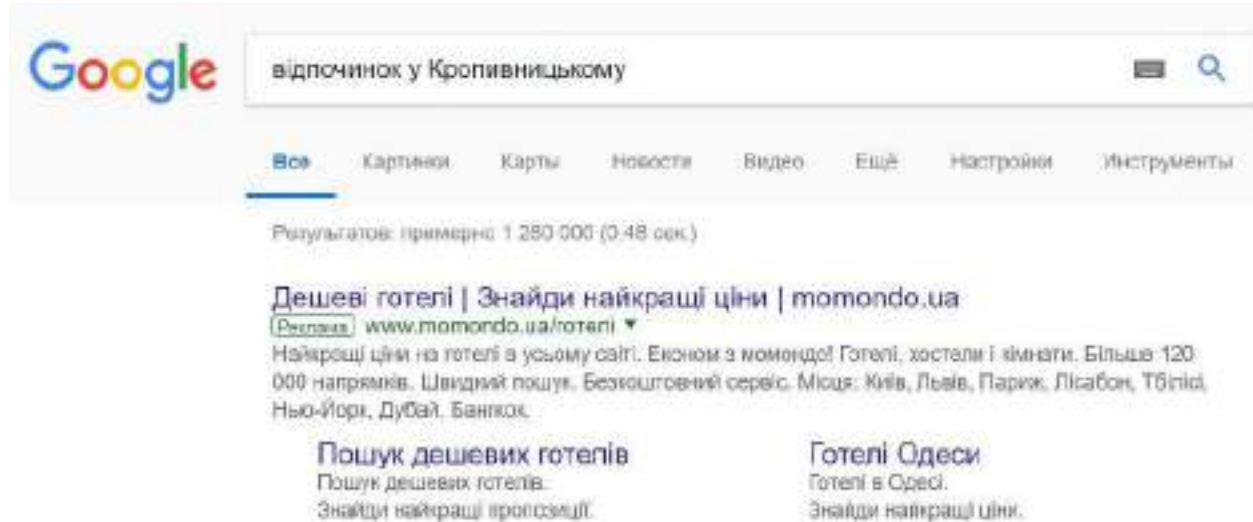 Google
відпочинок у Кропивницькому
Все Картинки Карты Новости Видео Ещё Настройки Инструменты
Результатов: примерно 1 280 000 (0,48 сек.)
Дешеві готелі | Знайди найкращі ціни | momondo.ua
Реклама www.momondo.ua/готелі
Найкращі ціни на готелі в усьому світі. Економ з момондо! Готелі, хостели і кімнати. Більше 120
000 напрямків. Швидкий пошук. Безкоштовний сервіс. Місця: Київ, Львів, Париж, Лісабон, Тбілісі,
Нью-Йорк, Дубай, Бангкок.
Пошук дешевих готелів Готелі Одеси
Пошук дешевих готелів. Готелі в Одесі.
Знайди найкращі пропозиції. Знайди найкращі ціни.